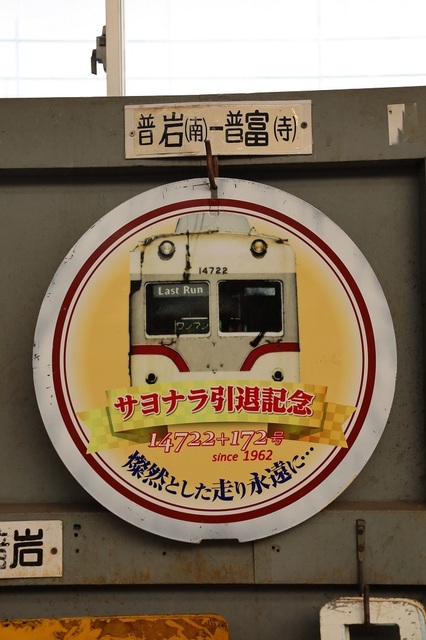 普岩(南)-普富(寺)
14722
Last Run
ワンマン
サヨナラ引退記念
14722+172号
since 1962
燦然とした走り永遠に…
普岩